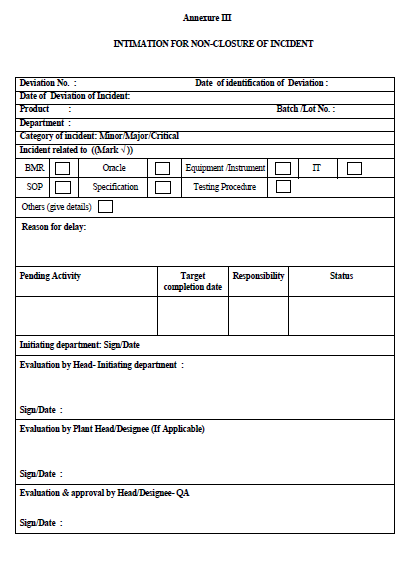 Annexure III
INTIMATION FOR NON-CLOSURE OF INCIDENT
Deviation No. : Date of identification of Deviation :
Date of Deviation of Incident:
Product : Batch /Lot No. :
Department :
Category of incident: Minor/Major/Critical
Incident related to ((Mark √ ))
BMR Oracle Equipment /Instrument IT
SOP Specification Testing Procedure
Others (give details)
Reason for delay:
Pending Activity Target completion date Responsibility Status
Initiating department: Sign/Date
Evaluation by Head- Initiating department :
Sign/Date :
Evaluation by Plant Head/Designee (If Applicable)
Sign/Date :
Evaluation & approval by Head/Designee- QA
Sign/Date :